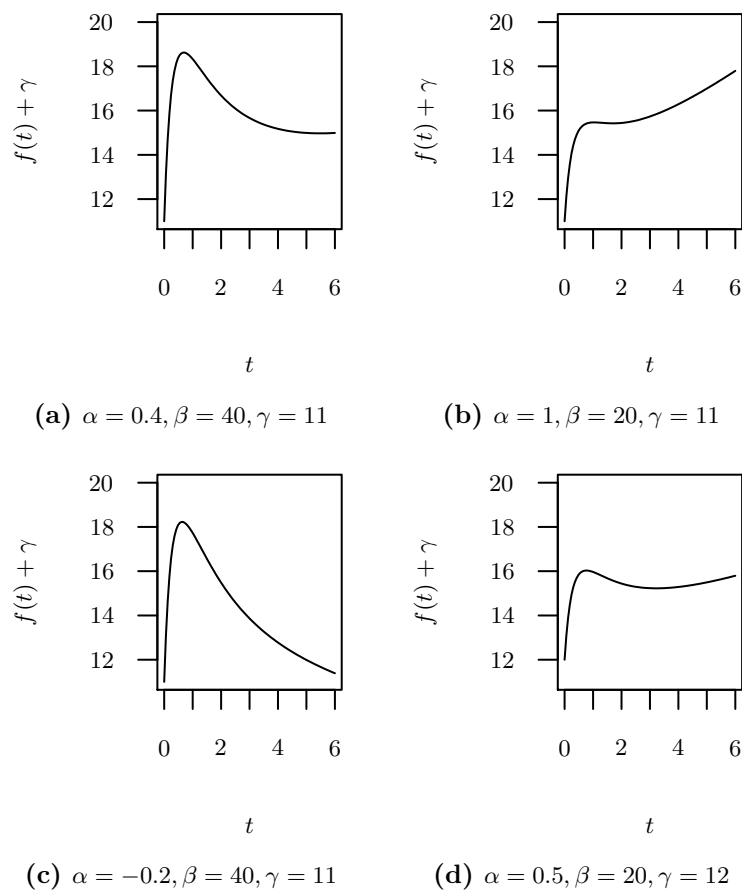 20
18
16
14
12
f(t) + γ
0 2 4 6
t
(a) α = 0.4, β = 40, γ = 11
20
18
16
14
12
f(t) + γ
0 2 4 6
t
(b) α = 1, β = 20, γ = 11
20
18
16
14
12
f(t) + γ
0 2 4 6
t
(c) α = −0.2, β = 40, γ = 11
20
18
16
14
12
f(t) + γ
0 2 4 6
t
(d) α = 0.5, β = 20, γ = 12